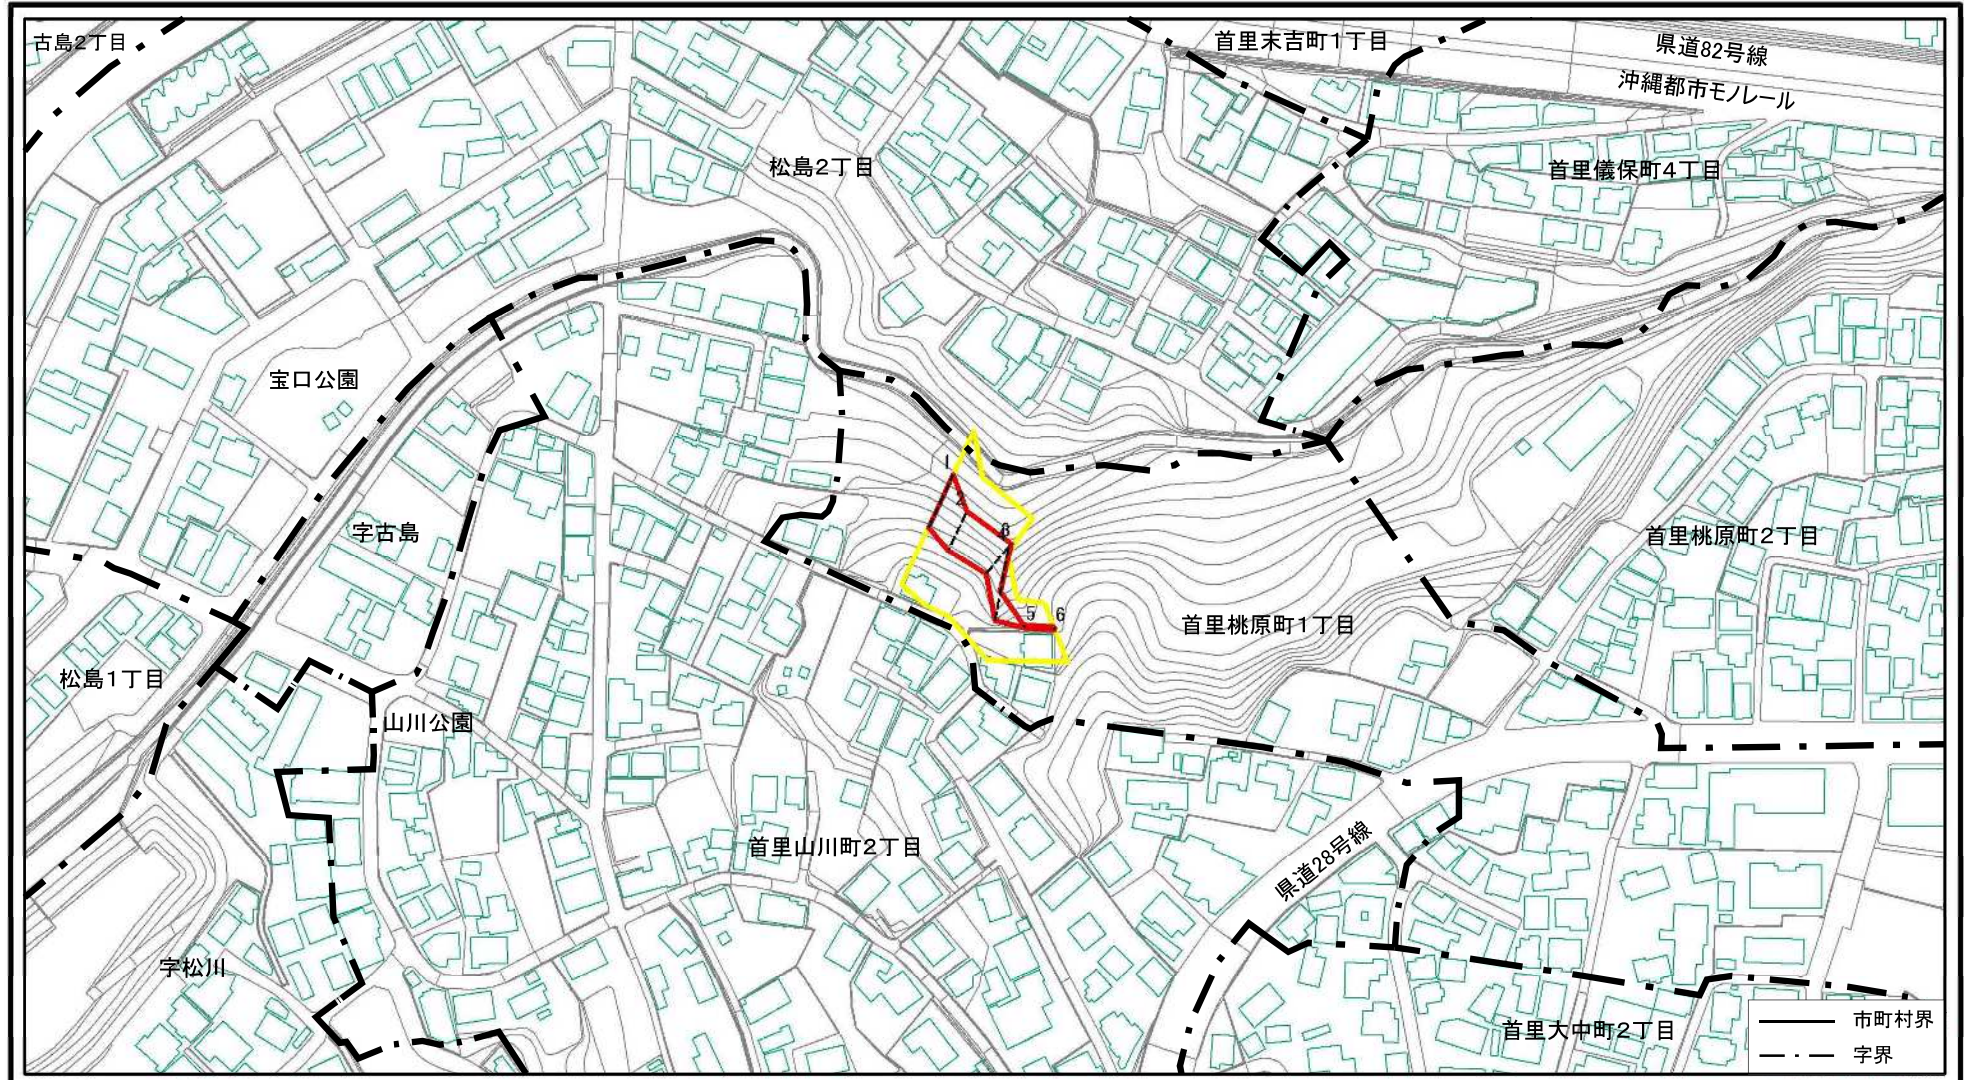 古島2丁目
首里末吉町1丁目
県道82号線
沖縄都市モノレール
松島2丁目
首里儀保町4丁目
宝口公園
1
2
字古島
首里桃原町2丁目
5
6
首里桃原町1丁目
松島1丁目
山川公園
首里山川町2丁目
県道28号線
字松川
首里大中町2丁目
市町村界
字界